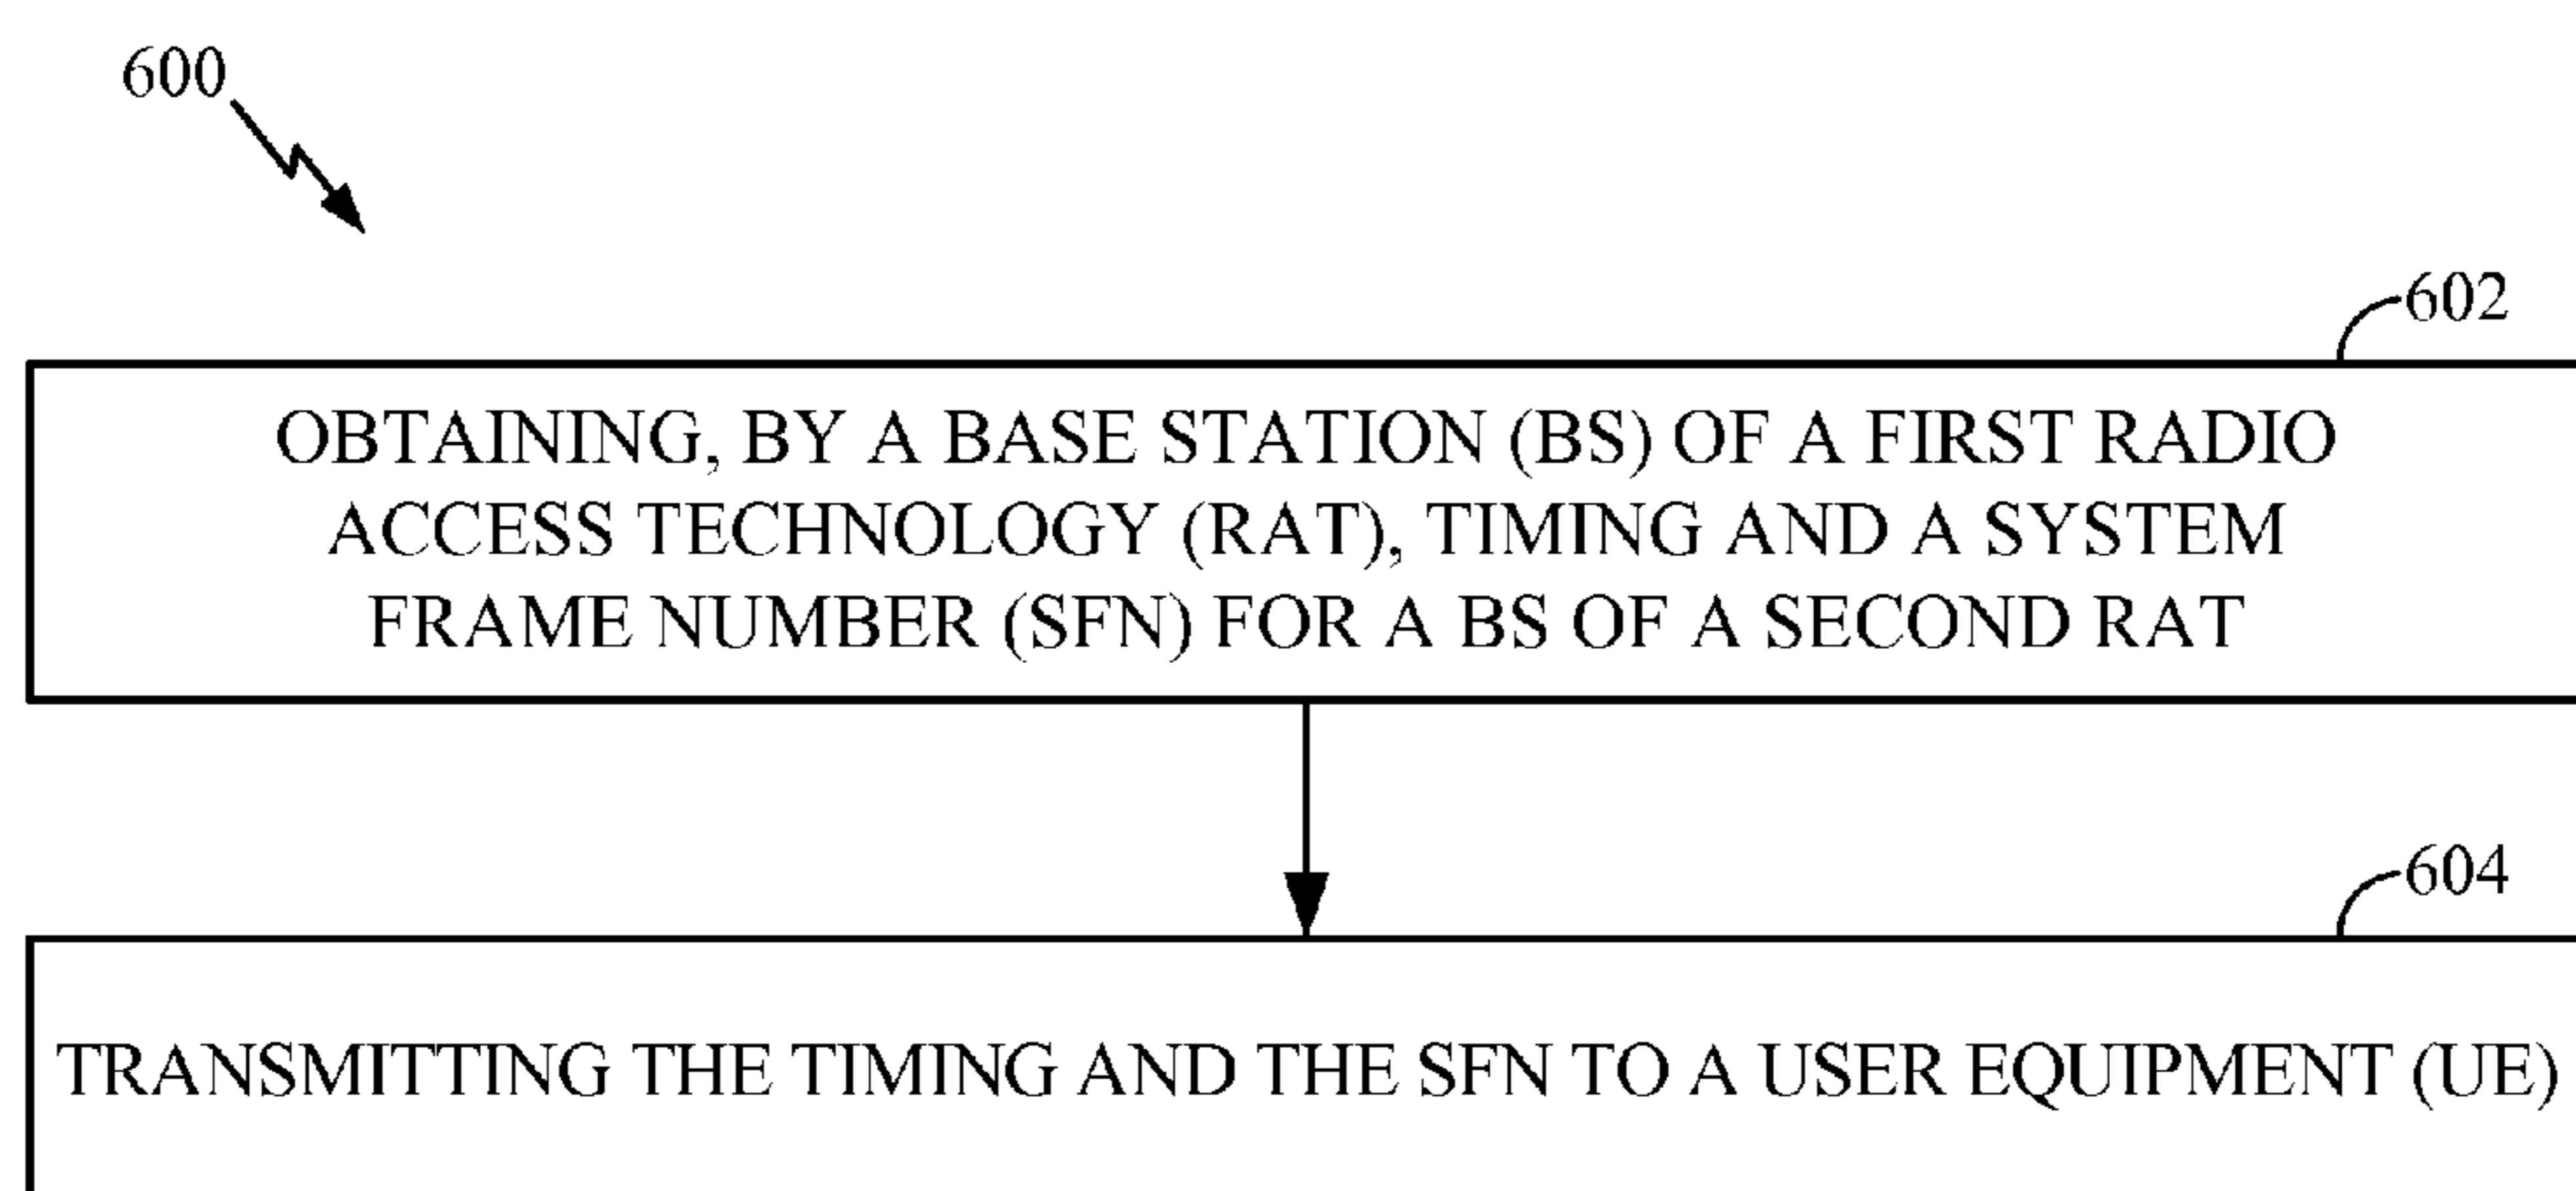 600
602
OBTAINING, BY A BASE STATION (BS) OF A FIRST RADIO
ACCESS TECHNOLOGY (RAT), TIMING AND A SYSTEM
FRAME NUMBER (SFN) FOR A BS OF A SECOND RAT
604
TRANSMITTING THE TIMING AND THE SFN TO A USER EQUIPMENT (UE)